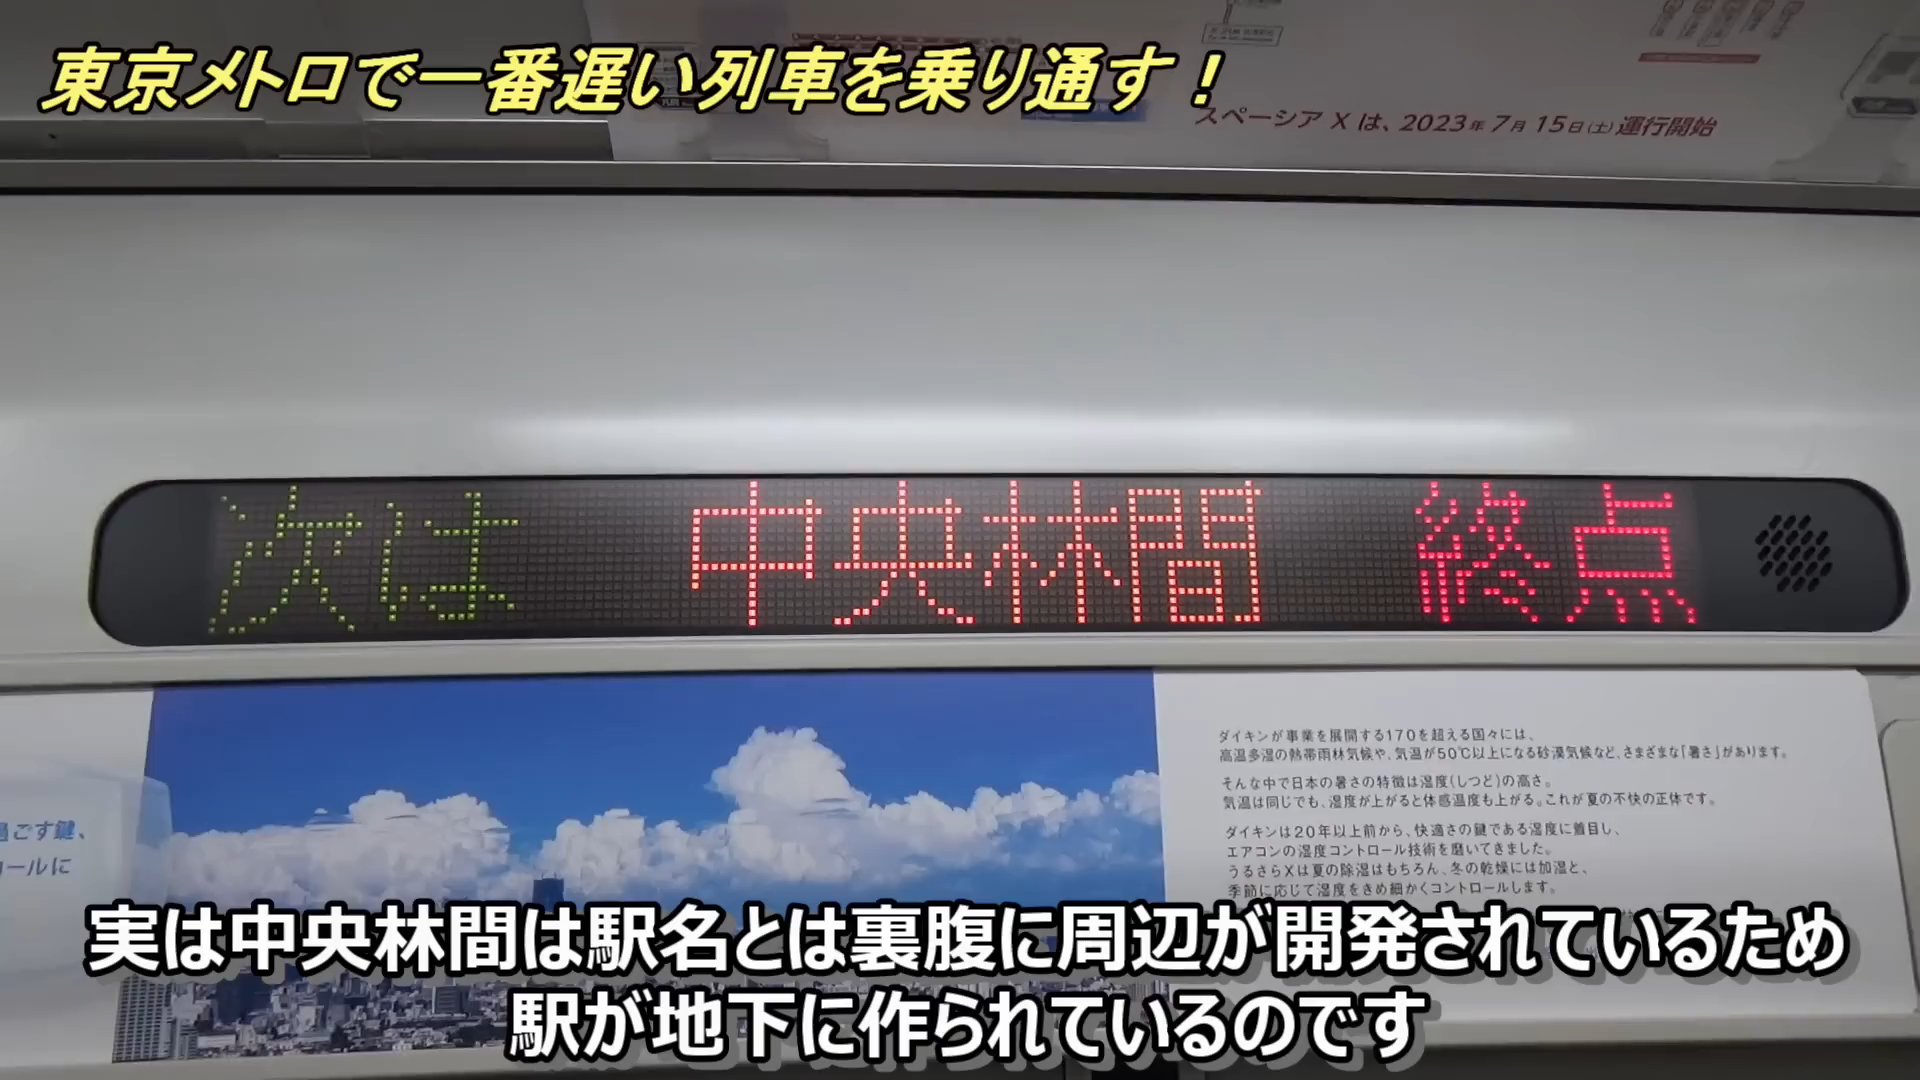 東京メトロで一番遅い列車を乗り通す！
スペーシア X は、2023年 7月 15日(土) 運行開始
次は 中央林間 終点
過ごす鍵、
ロールに
ダイキンが事業を展開する170を超える国々には、
高温多湿の熱帯雨林気候や、気温が50℃以上になる砂漠気候など、さまざまな「暑さ」があります。
そんな中で日本の暑さの特徴は湿度(しつど)の高さ。
気温は同じでも、湿度が上がると体感温度も上がる。これが夏の不快の正体です。
ダイキンは20年以上前から、快適さの鍵である湿度に着目し、
エアコンの湿度コントロール技術を磨いてきました。
うるさらXは夏の除湿はもちろん、冬の乾燥には加湿と、
季節に応じて湿度をきめ細かくコントロールします。
実は中央林間は駅名とは裏腹に周辺が開発されているため
駅が地下に作られているのです